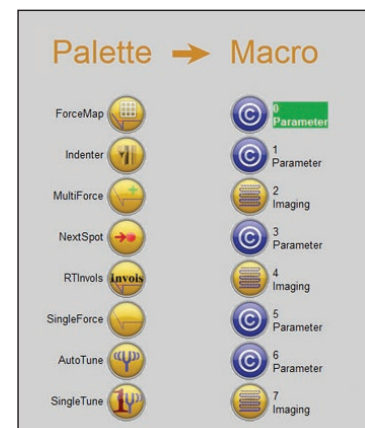 Palette Macro
ForceMap
Indenter
MultiForce
NextSpot
RTInvols Invols
SingleForce
AutoTune
SingleTune 1
C 0
Parameter
C 1
Parameter
2
Imaging
C 3
Parameter
4
Imaging
C 5
Parameter
C 6
Parameter
7
Imaging